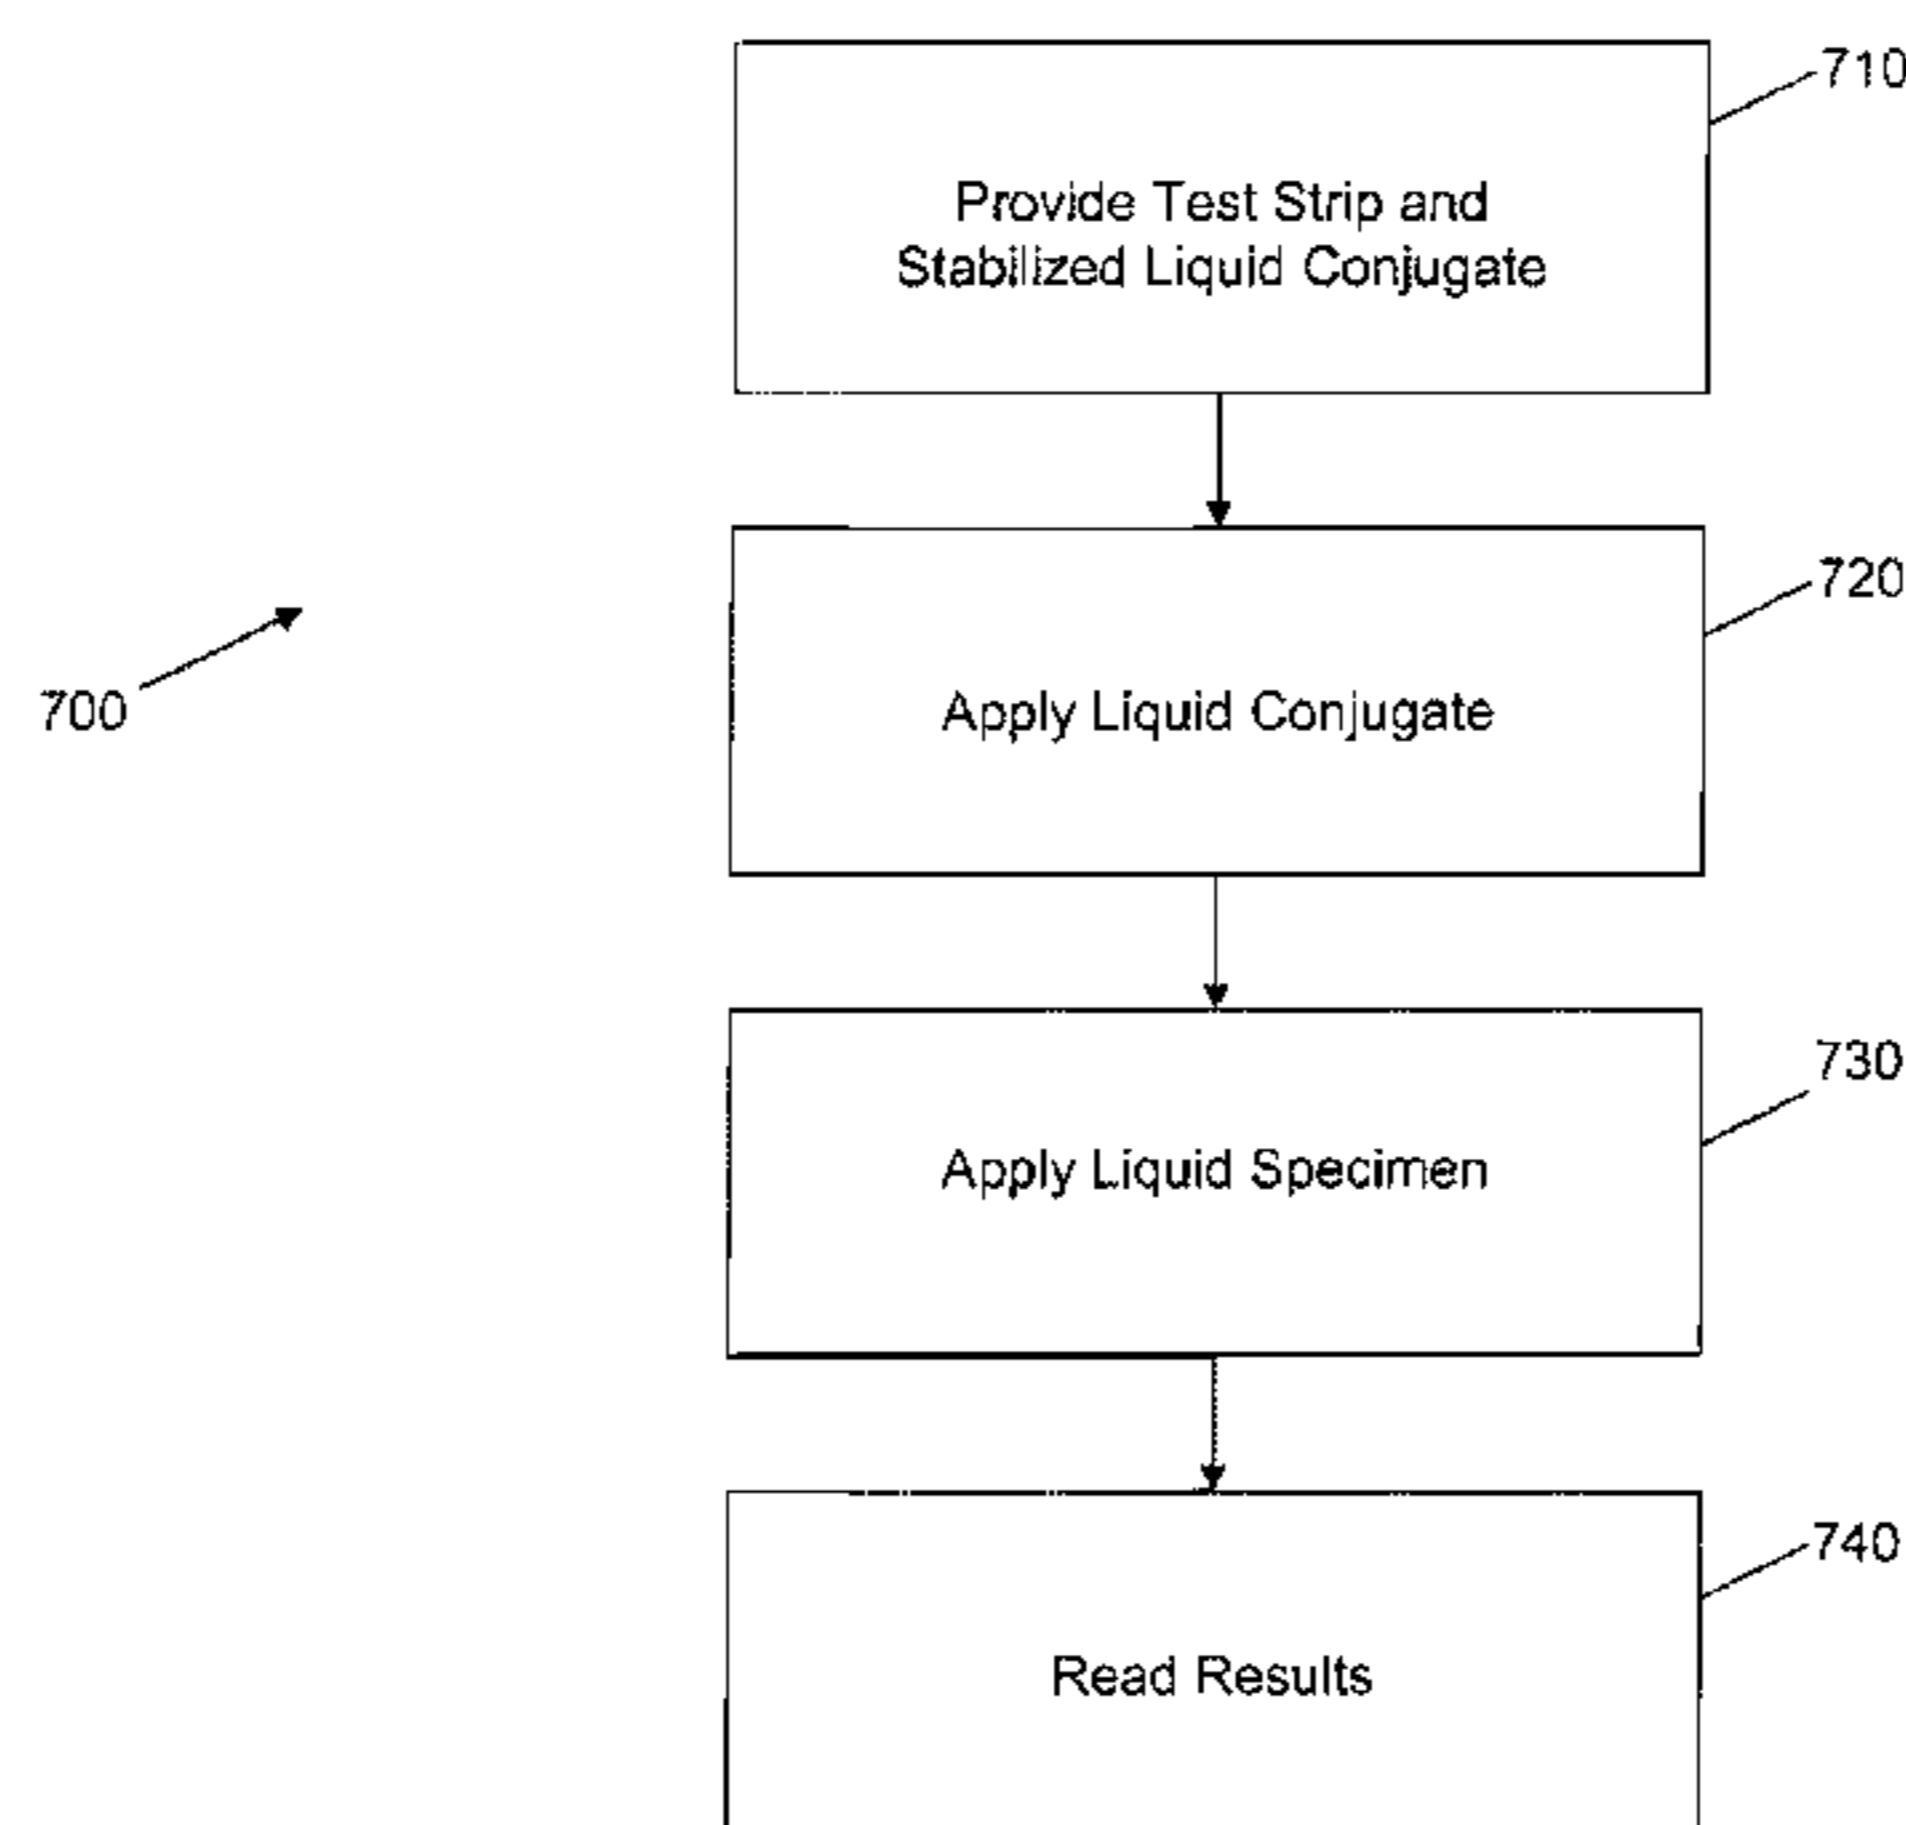 710
Provide Test Strip and
Stabilized Liquid Conjugate
720
700
Apply Liquid Conjugate
730
Apply Liquid Specimen
740
Read Results